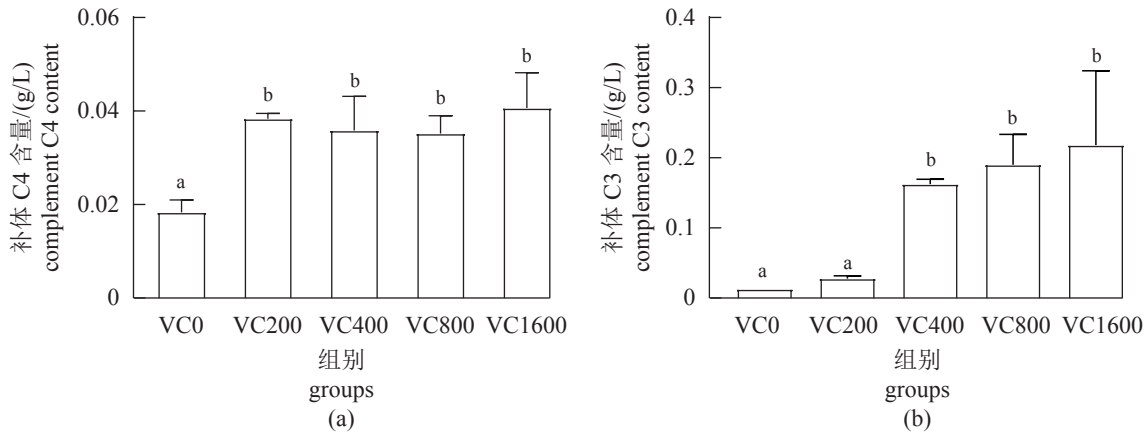 0.06
0.04
0.02
0
补体 C4 含量/(g/L)
complement C4 content
a
b
b
b
b
VC0 VC200 VC400 VC800 VC1600
组别
groups
(a)
0.4
0.3
0.2
0.1
0
补体 C3 含量/(g/L)
complement C3 content
a
a
b
b
b
VC0 VC200 VC400 VC800 VC1600
组别
groups
(b)